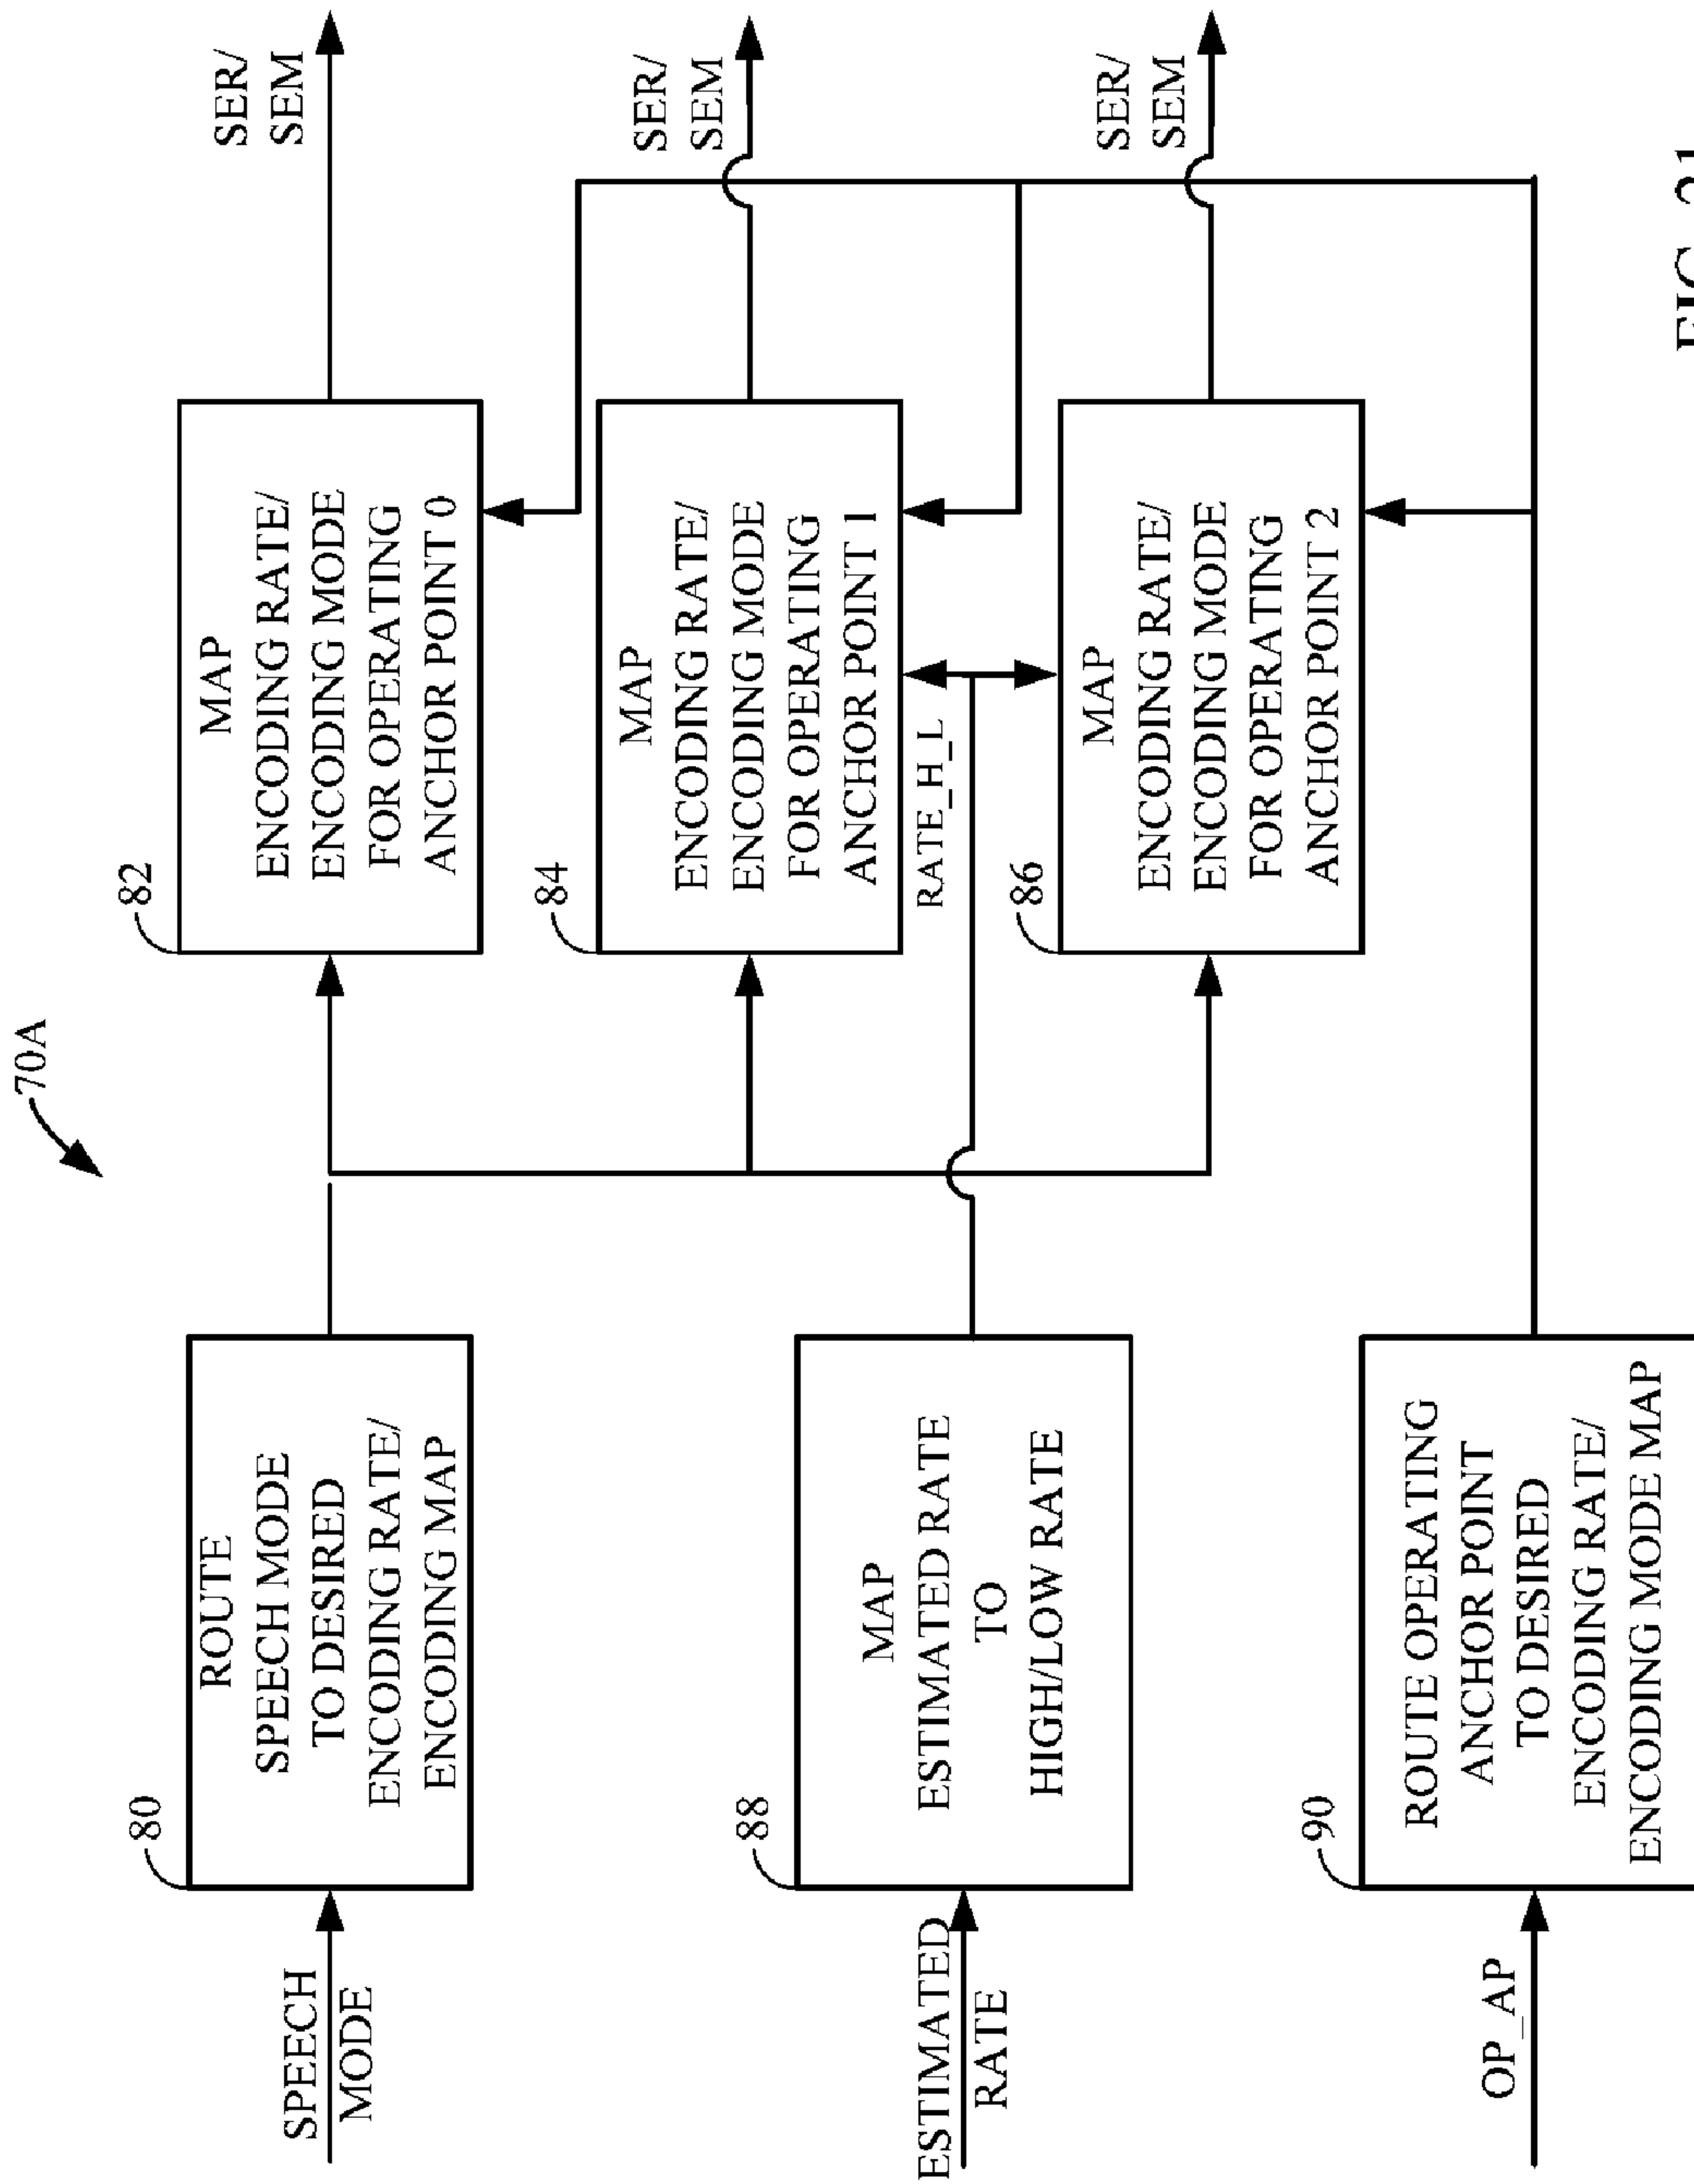 70A
SPEECH
MODE
80
ROUTE
SPEECH MODE
TO DESIRED
ENCODING RATE/
ENCODING MAP
82
MAP
ENCODING RATE/
ENCODING MODE
FOR OPERATING
ANCHOR POINT 0
SER/
SEM
84
MAP
ENCODING RATE/
ENCODING MODE
FOR OPERATING
ANCHOR POINT 1
SER/
SEM
RATE_H_L
ESTIMATED
RATE
88
MAP
ESTIMATED RATE
TO
HIGH/LOW RATE
86
MAP
ENCODING RATE/
ENCODING MODE
FOR OPERATING
ANCHOR POINT 2
SER/
SEM
OP_AP
90
ROUTE OPERATING
ANCHOR POINT
TO DESIRED
ENCODING RATE/
ENCODING MODE MAP
FIG.